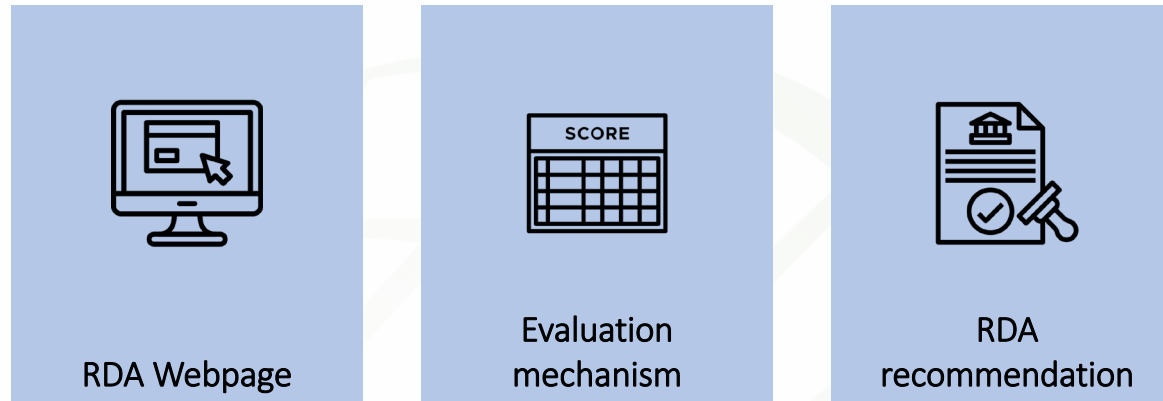 SCORE
RDA Webpage
Evaluation
mechanism
RDA
recommendation